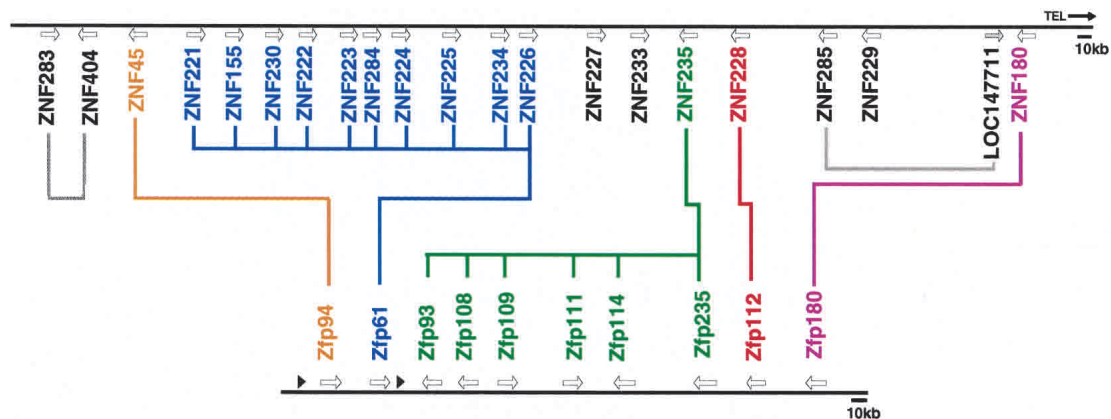 TEL
10kb
ZNF283
ZNF404
ZNF45
ZNF221
ZNF155
ZNF230
ZNF222
ZNF223
ZNF284
ZNF224
ZNF225
ZNF234
ZNF226
ZNF227
ZNF233
ZNF235
ZNF228
ZNF285
ZNF229
LOC147711
ZNF180
Zfp94
Zfp61
Zfp93
Zfp108
Zfp109
Zfp111
Zfp114
Zfp235
Zfp112
Zfp180
10kb